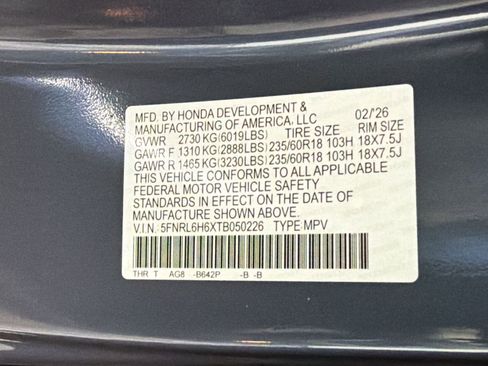 MFD. BY HONDA DEVELOPMENT &
MANUFACTURING OF AMERICA, LLC 02/'26
GVWR 2730 KG(6019LBS) TIRE SIZE RIM SIZE
GAWR F 1310 KG(2888LBS) 235/60R18 103H 18X7.5J
GAWR R 1465 KG(3230LBS) 235/60R18 103H 18X7.5J
THIS VEHICLE CONFORMS TO ALL APPLICABLE
FEDERAL MOTOR VEHICLE SAFETY
STANDARDS IN EFFECT ON THE DATE OF
MANUFACTURE SHOWN ABOVE.
V.I.N.: 5FNRL6H6XTB050226 TYPE:MPV
THR T AG8 -B642P -B -B